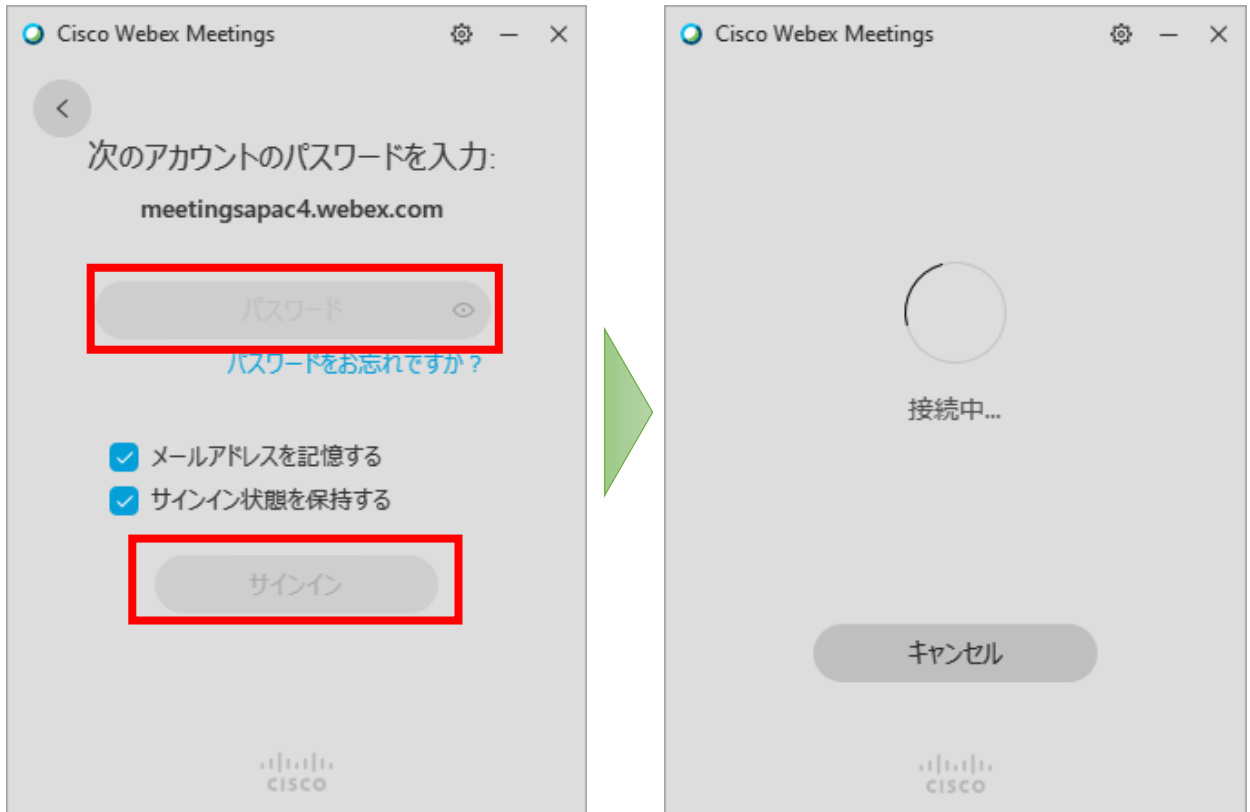 Cisco Webex Meetings
次のアカウントのパスワードを入力:
meetingsapac4.webex.com
パスワード
パスワードをお忘れですか？
メールアドレスを記憶する
サインイン状態を保持する
サインイン
CISCO
Cisco Webex Meetings
接続中...
キャンセル
CISCO